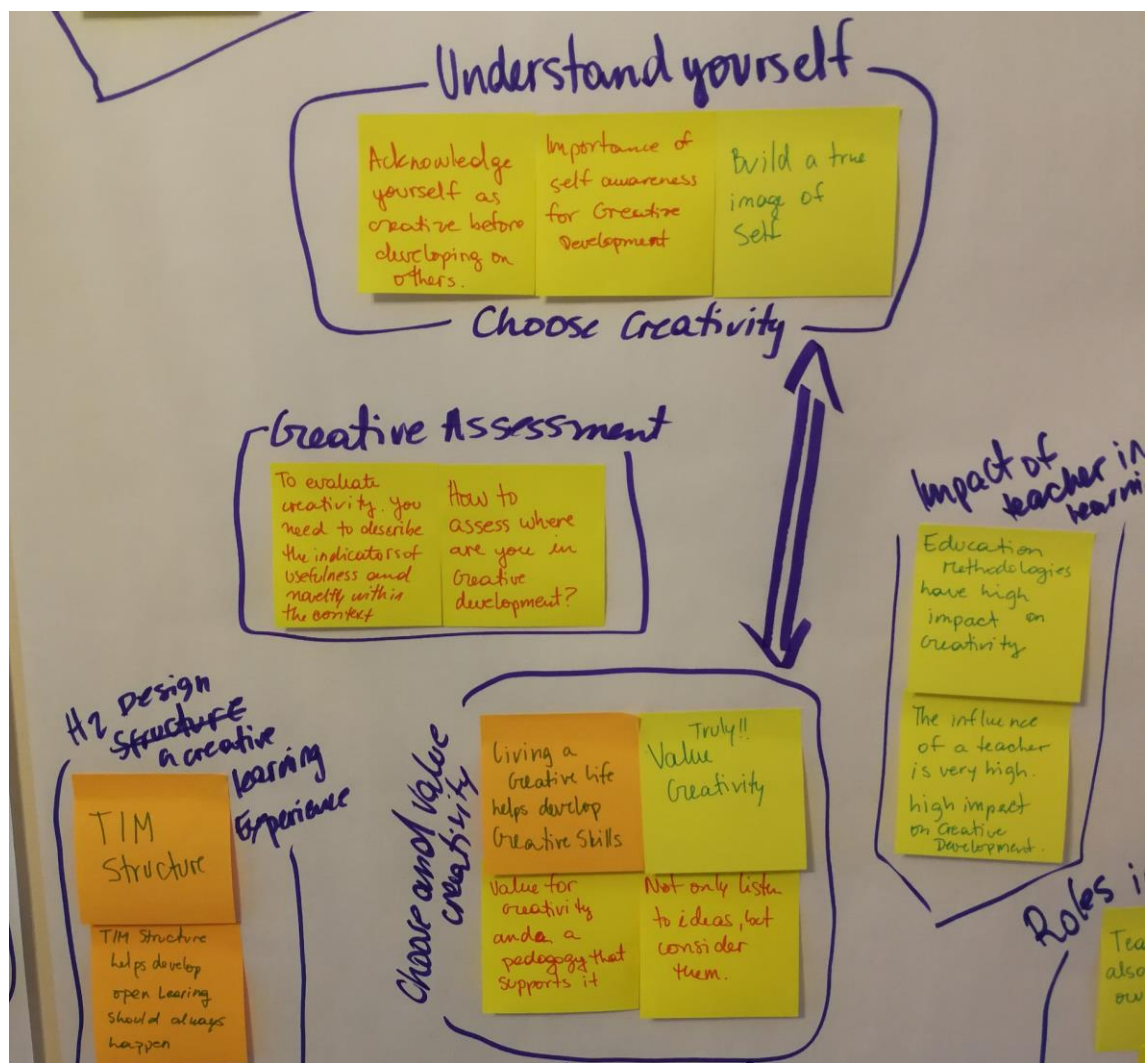 Understand yourself
Acknowledge
yourself as
creative before
developing on
others.
Importance of
self awareness
for Creative
Development
Build a true
image of
Self
Choose Creativity
Creative Assessment
To evaluate
creativity. You
need to describe
the indicators of
usefulness and
novelty within
the context
How to
assess where
are you in
Creative
development?
Impact of
teacher in
Education
Methodologies
have high
impact on
Creativity
The influence
of a teacher
is very high.
high impact
on Creative
Development.
H2 Design
Structure
a creative
Learning
Experience
TIM
Structure
TIM Structure
helps develop
open Learing
Should always
happen
Choose and Value
creativity
Living a
Creative life
helps develop
Creative Skills
Truly!!
Value
Creativity
Value for
Creativity
and a
pedagogy that
supports it
Not only listen
to ideas, but
consider
them.
Roles
also